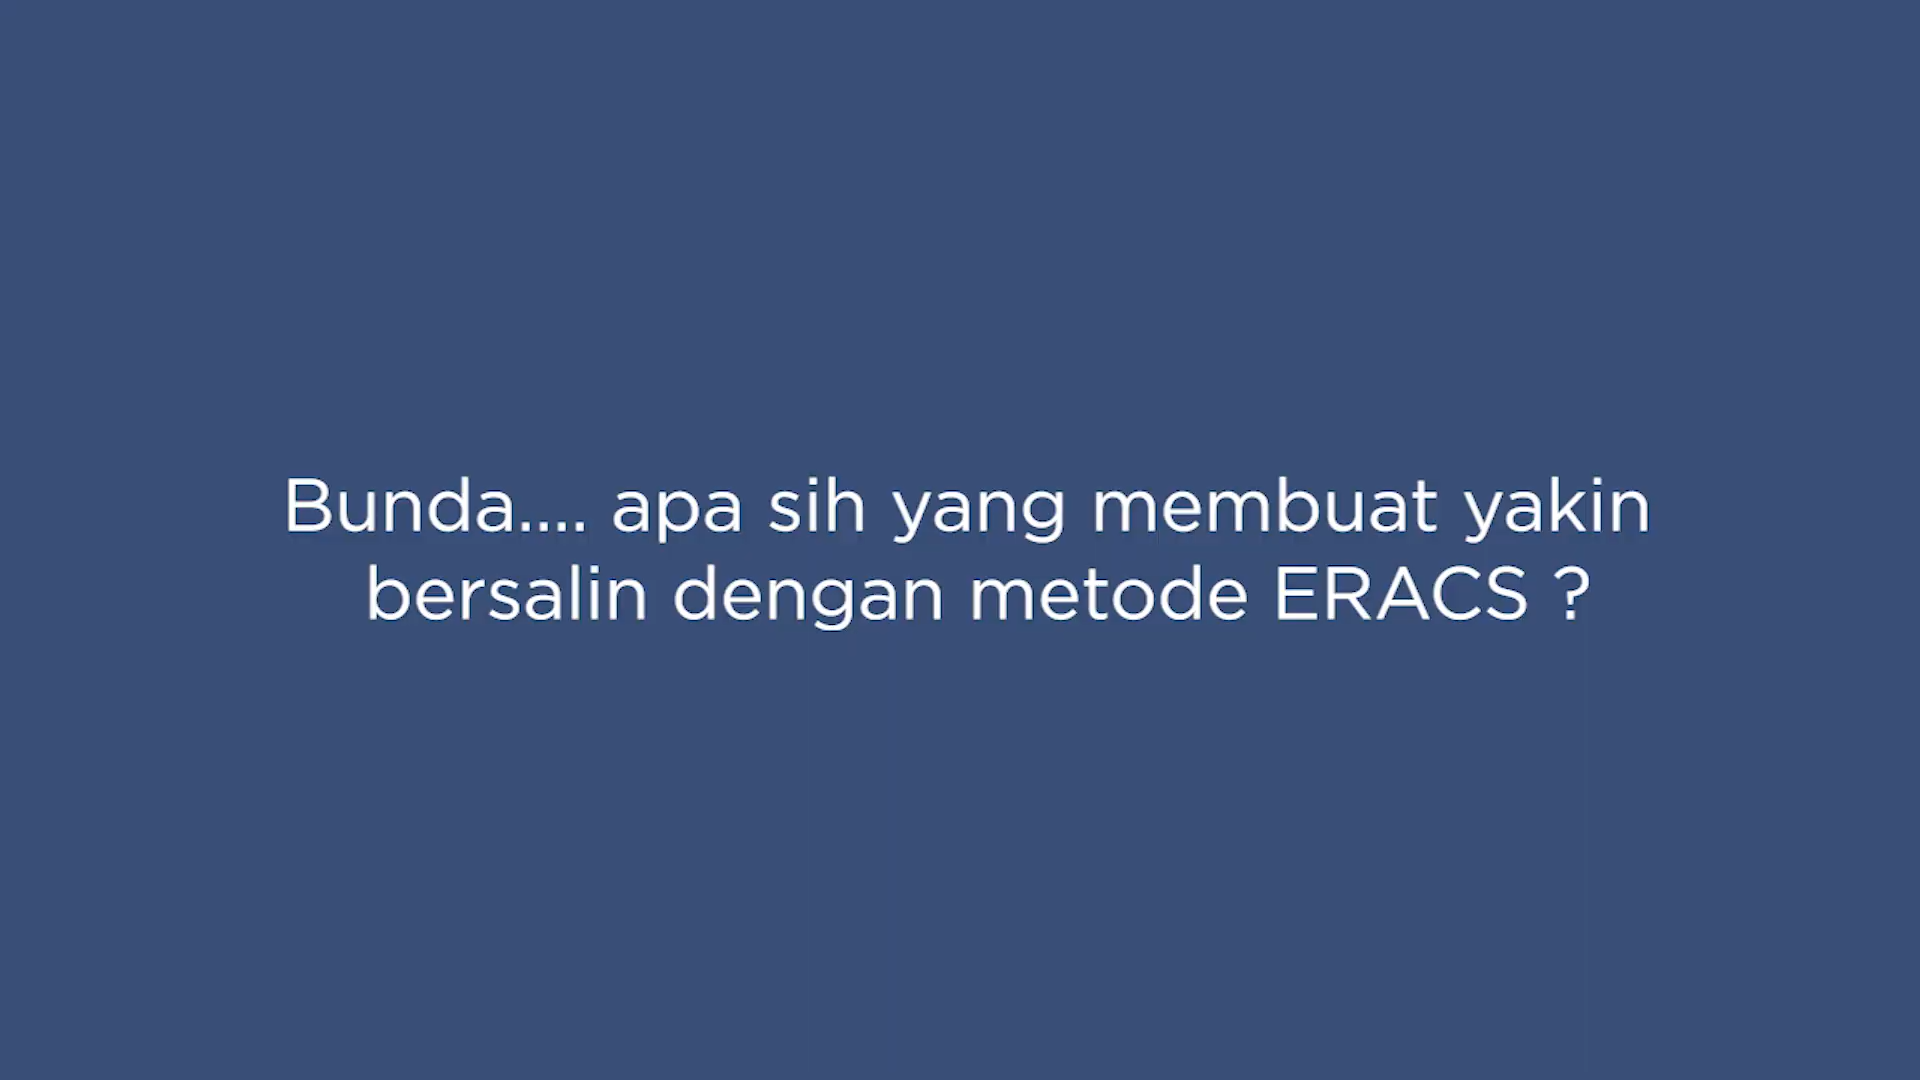 Bunda.... apa sih yang membuat yakin
bersalin dengan metode ERACS ?